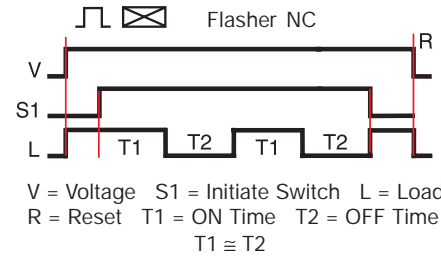 Flasher NC
R
V
S1
L T1 T2 T1 T2
V = Voltage S1 = Initiate Switch L = Load
R = Reset T1 = ON Time T2 = OFF Time
T1 ≅ T2